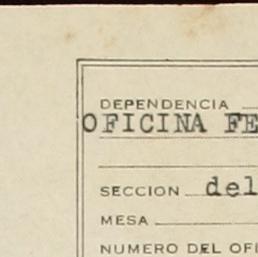 DEPENDENCIA
OFICINA FE
SECCION del
MESA
NUMERO DEL OFI